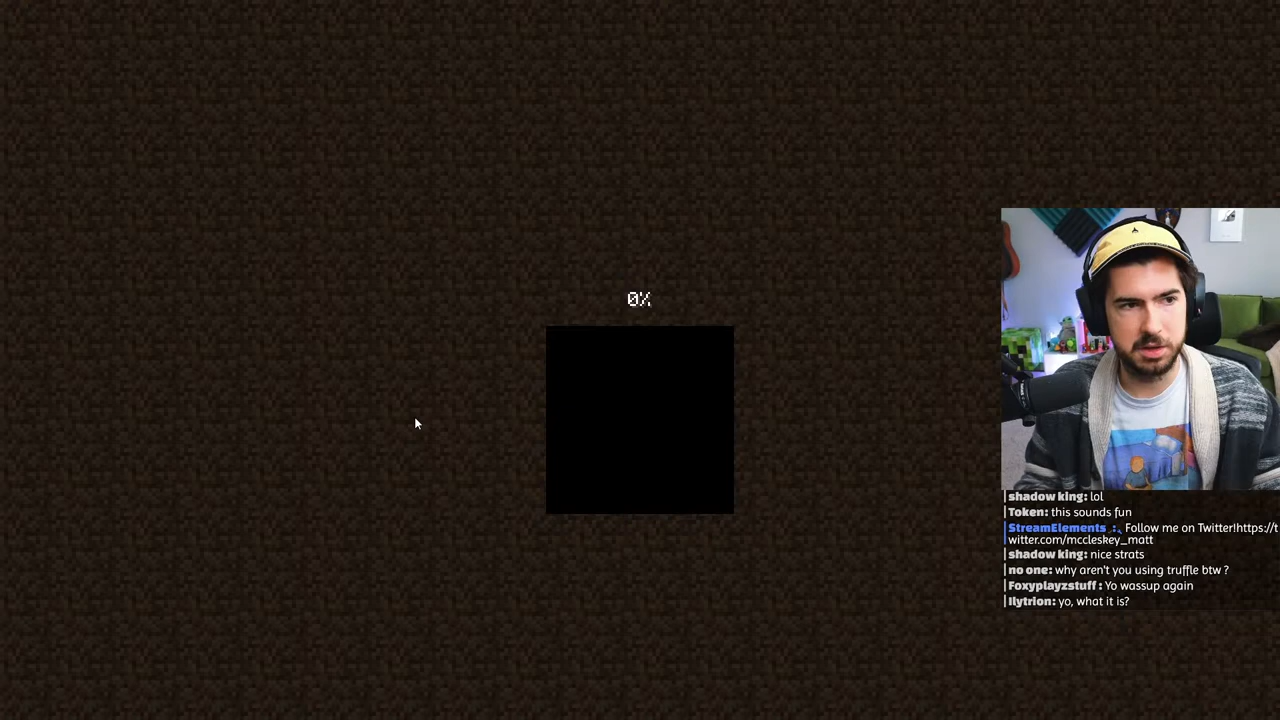 0%
shadow king: lol
Token: this sounds fun
StreamElements : Follow me on Twitter!https://t
witter.com/mccleskey_matt
shadow king: nice strats
no one: why aren't you using truffle btw ?
Foxyplayzstuff : Yo wassup again
Ilytrion: yo, what it is?